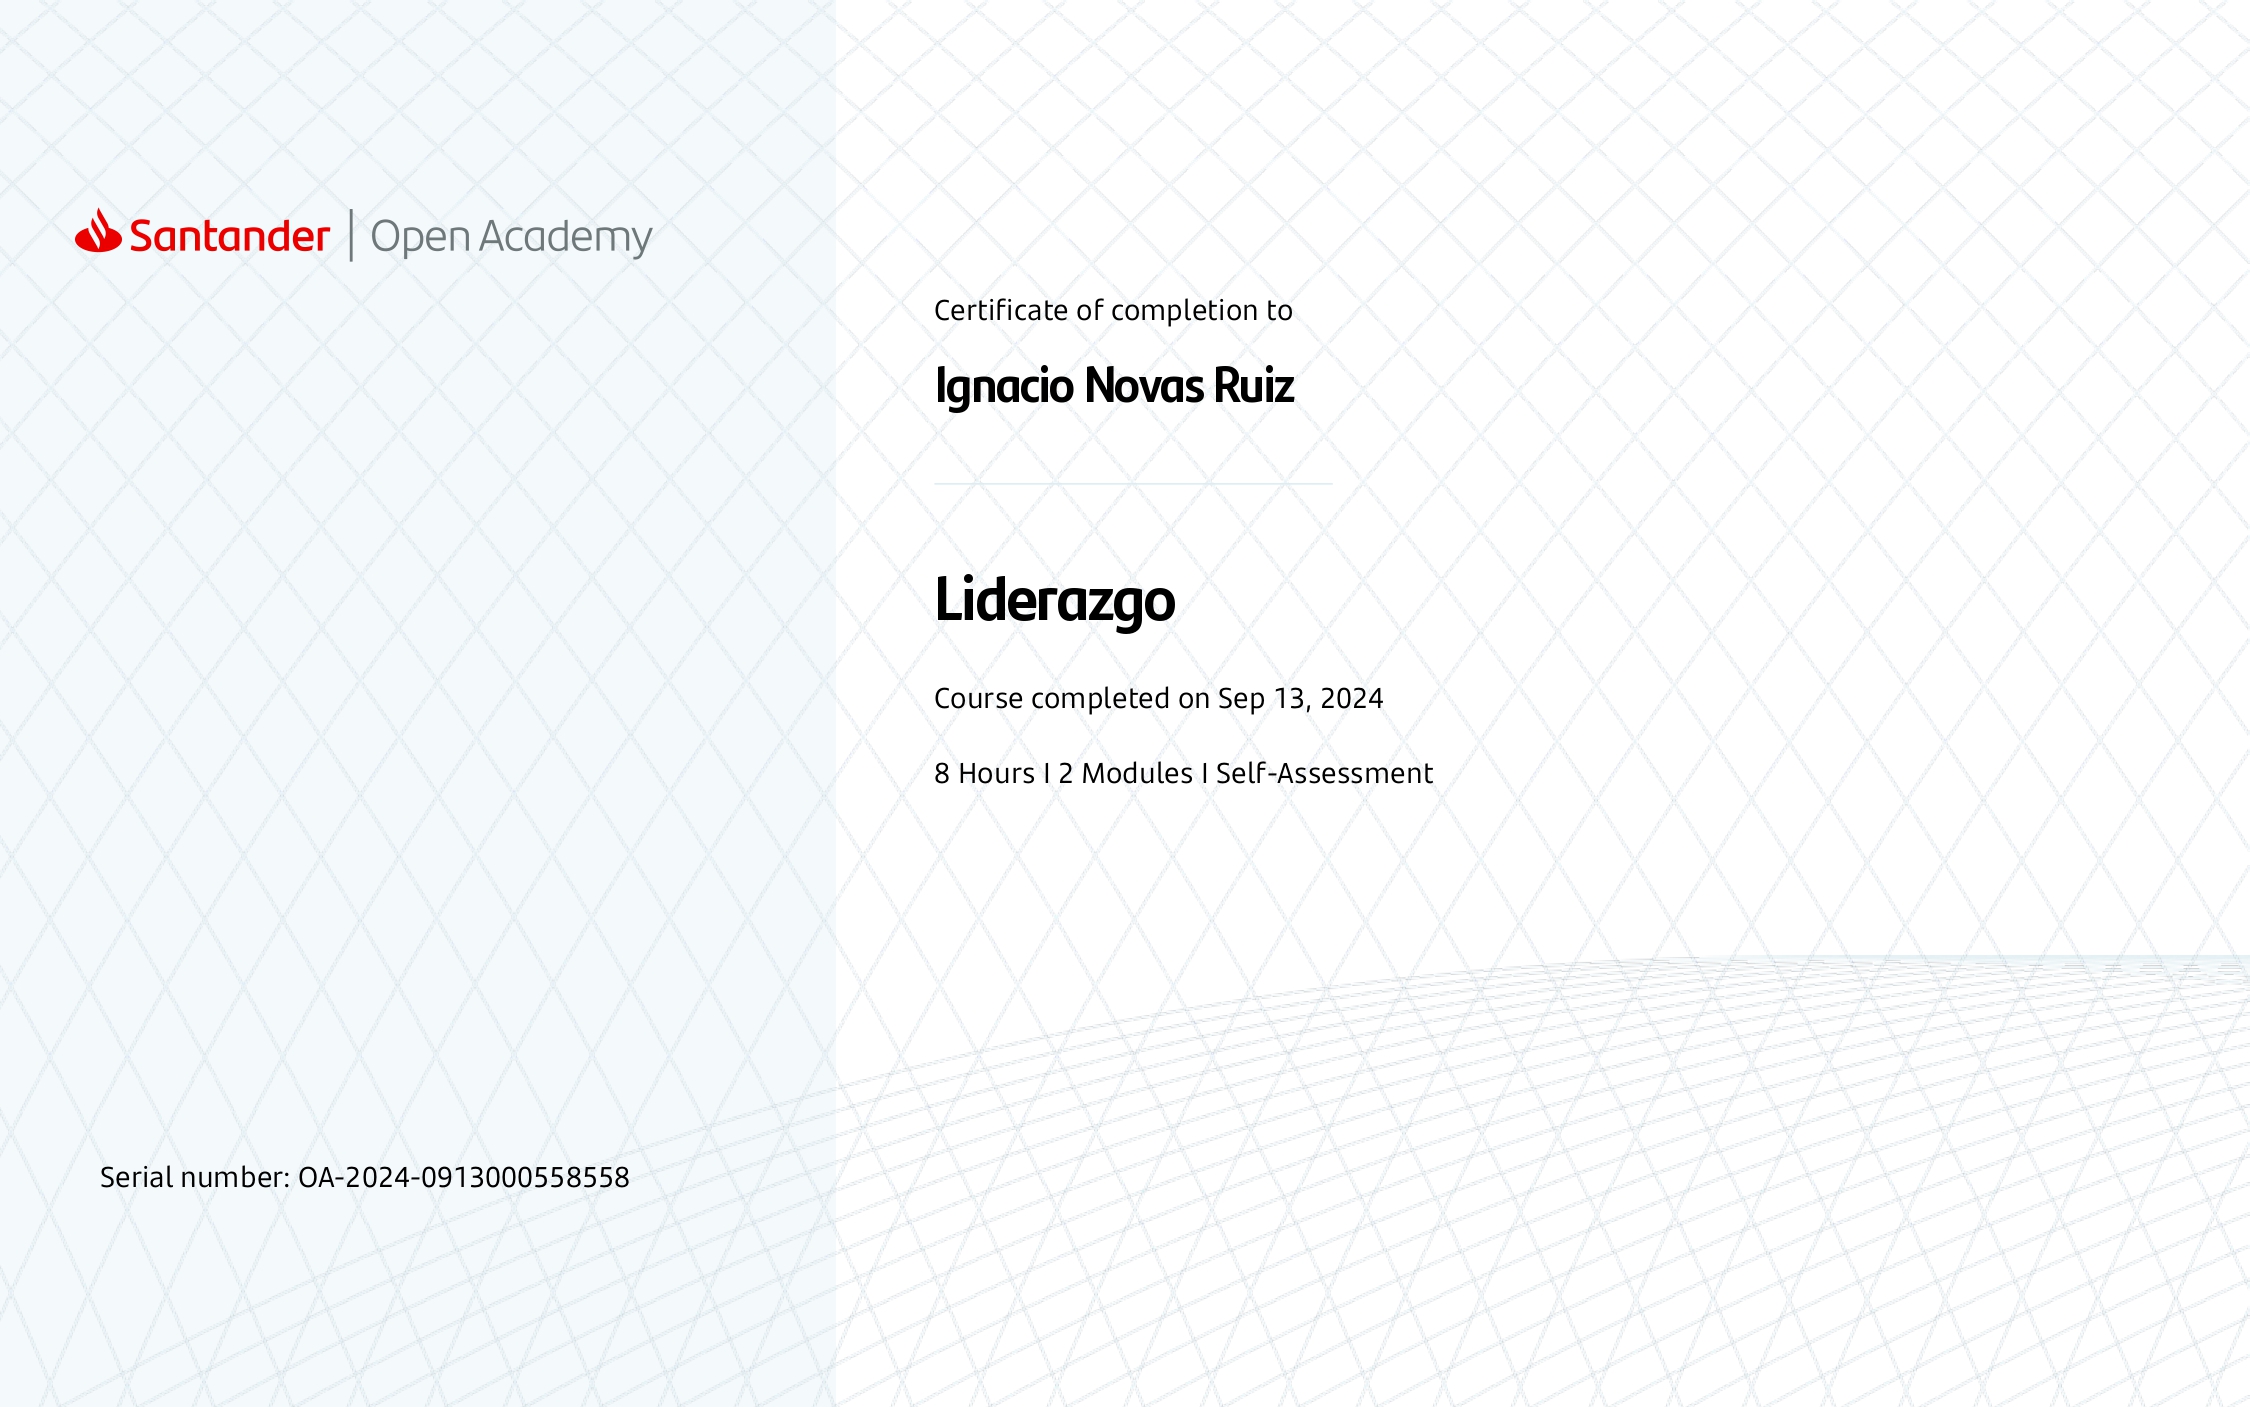 Santander | Open Academy
Certificate of completion to
Ignacio Novas Ruiz
Liderazgo
Course completed on Sep 13, 2024
8 Hours I 2 Modules I Self-Assessment
Serial number: OA-2024-0913000558558